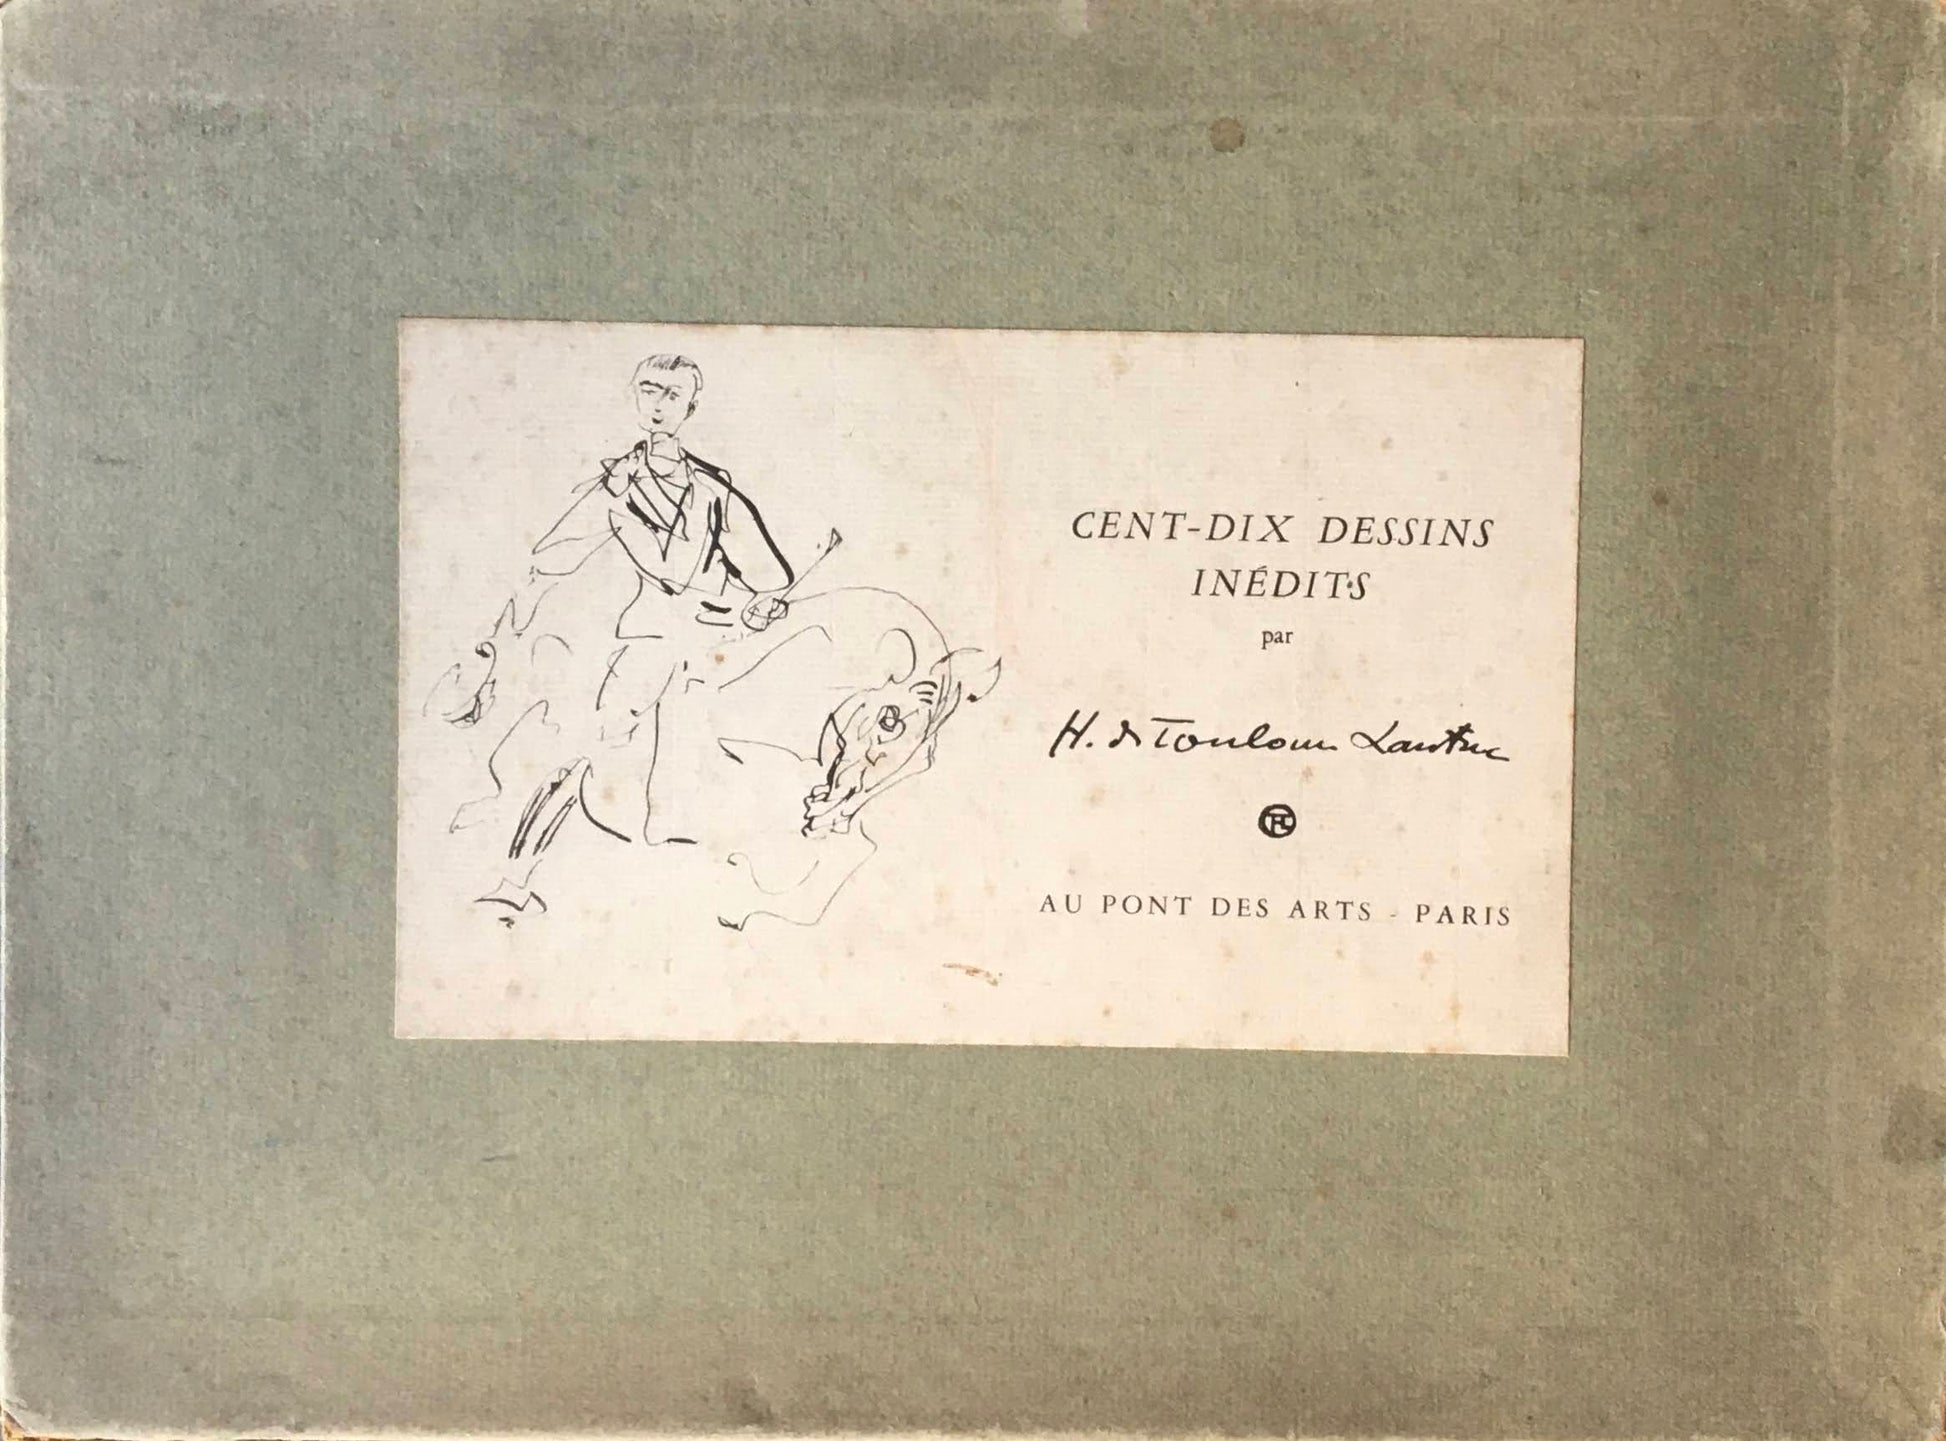 CENT-DIX DESSINS
INÉDITS
par
H. de Toulouse Lautrec
AU PONT DES ARTS - PARIS